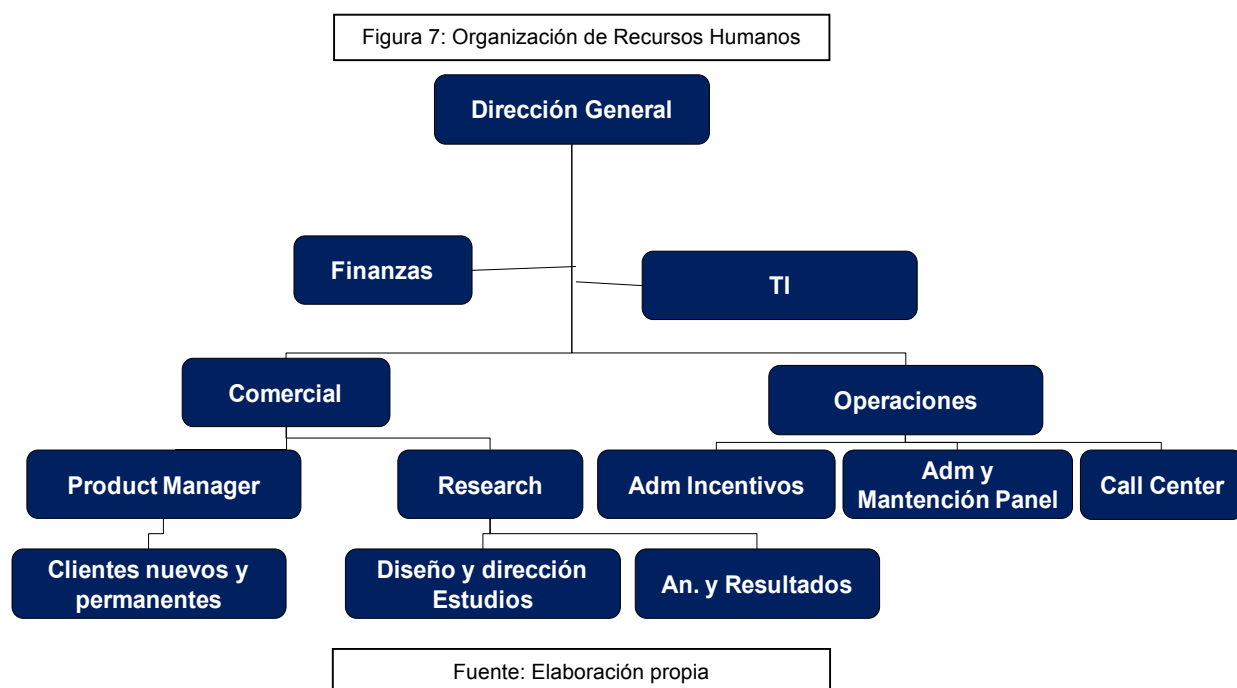 Figura 7: Organización de Recursos Humanos
Dirección General
Finanzas
TI
Comercial
Operaciones
Product Manager
Research
Adm Incentivos
Adm y
Mantención Panel
Call Center
Clientes nuevos y
permanentes
Diseño y dirección
Estudios
An. y Resultados
Fuente: Elaboración propia